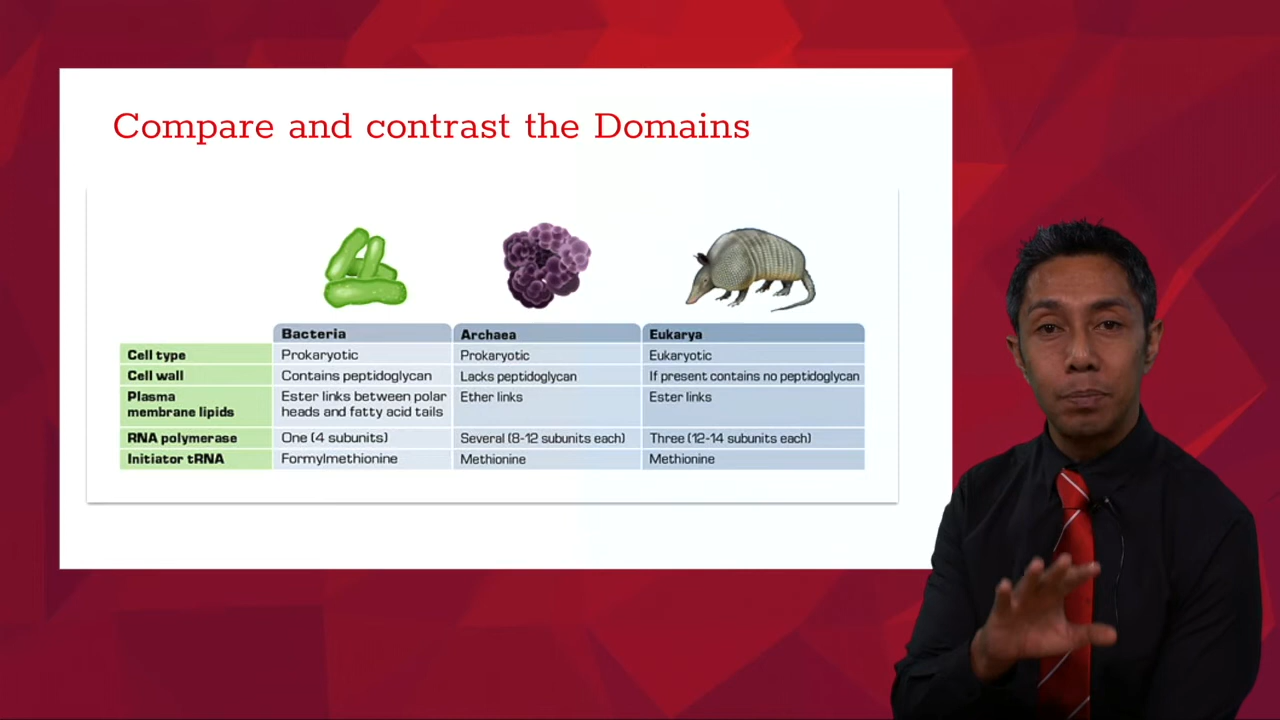 Compare and contrast the Domains
Bacteria Archaea Eukarya
Cell type Prokaryotic Prokaryotic Eukaryotic
Cell wall Contains peptidoglycan Lacks peptidoglycan If present contains no peptidoglycan
Plasma Ester links between polar Ether links Ester links
membrane lipids heads and fatty acid tails
RNA polymerase One (4 subunits) Several (8-12 subunits each) Three (12-14 subunits each)
Initiator tRNA Formylmethionine Methionine Methionine